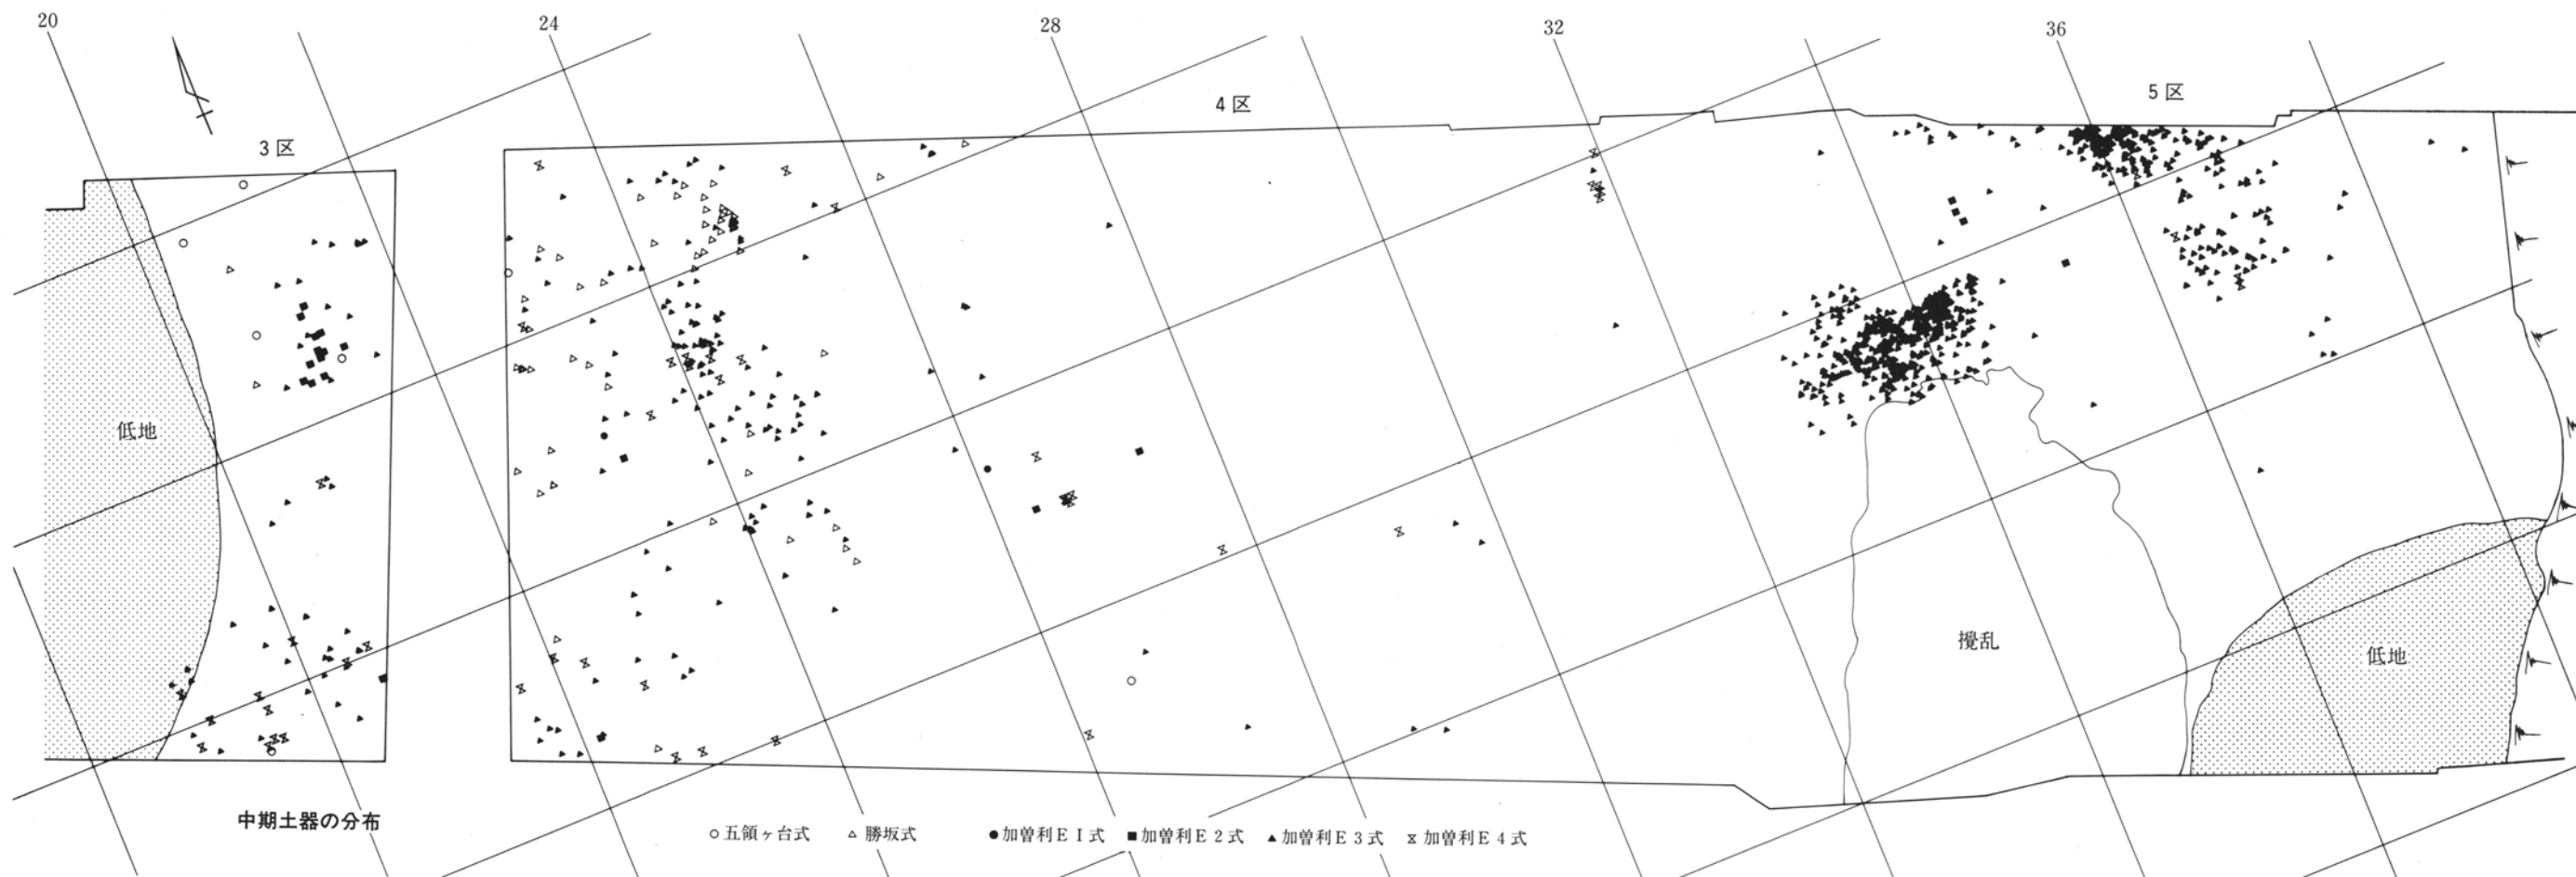 20
24
28
32
36
3区
4区
5区
低地
攪乱
低地
中期土器の分布
○五領ヶ台式 △勝坂式 ●加曽利EⅠ式 ■加曽利E2式 ▲加曽利E3式 ⧖加曽利E4式